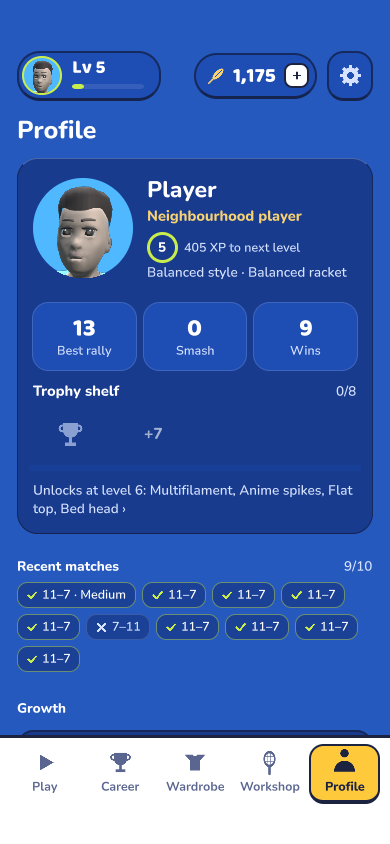 Lv 5
1,175 +
Profile
Player
Neighbourhood player
5 405 XP to next level
Balanced style · Balanced racket
13 0 9
Best rally Smash Wins
Trophy shelf 0/8
+7
Unlocks at level 6: Multifilament, Anime spikes, Flat
top, Bed head ›
Recent matches 9/10
11–7 · Medium 11–7 11–7 11–7
11–7 7–11 11–7 11–7 11–7
11–7
Growth
Play Career Wardrobe Workshop Profile